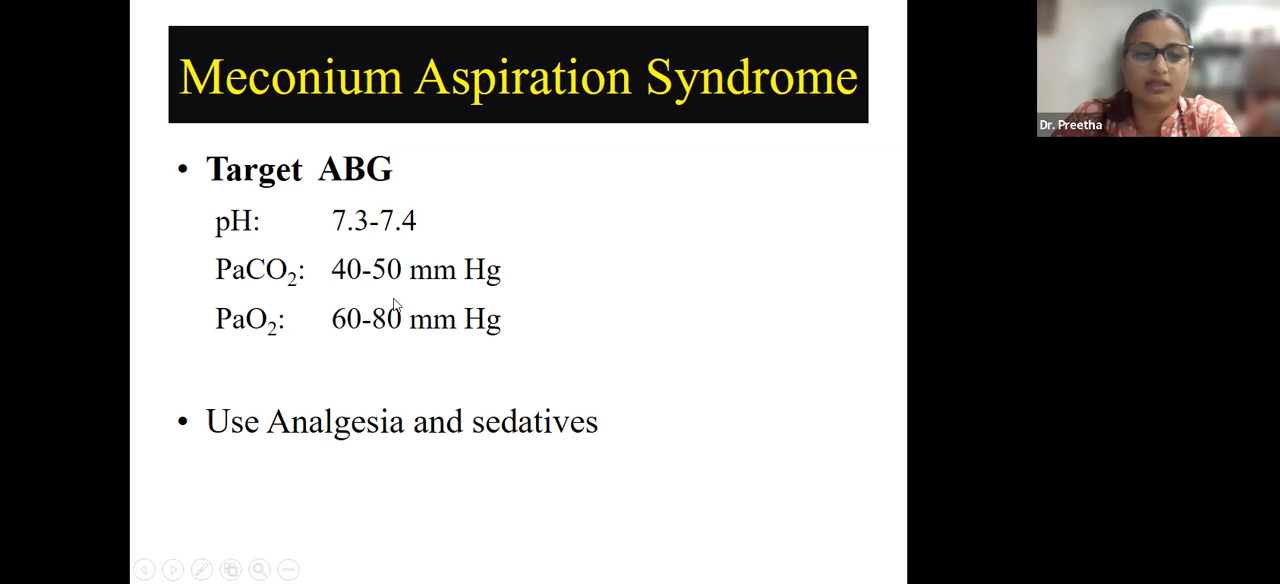 Meconium Aspiration Syndrome
• Target ABG
pH: 7.3-7.4
PaCO₂: 40-50 mm Hg
PaO₂: 60-80 mm Hg
• Use Analgesia and sedatives
Dr. Preetha